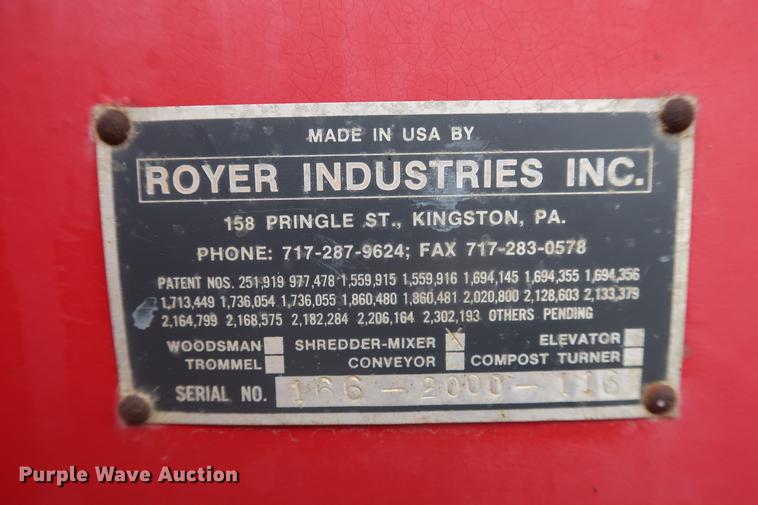 MADE IN USA BY
ROYER INDUSTRIES INC.
158 PRINGLE ST., KINGSTON, PA.
PHONE: 717-287-9624; FAX 717-283-0578
PATENT NOS. 251,919 977,478 1,559,915 1,559,916 1,694,145 1,694,355 1,694,356
1,713,449 1,736,054 1,736,055 1,860,480 1,860,481 2,020,800 2,128,603 2,133,379
2,164,799 2,168,575 2,182,284 2,206,164 2,302,193 OTHERS PENDING
WOODSMAN SHREDDER-MIXER ELEVATOR
TROMMEL CONVEYOR COMPOST TURNER
SERIAL NO. 166-2000-116
Purple Wave Auction